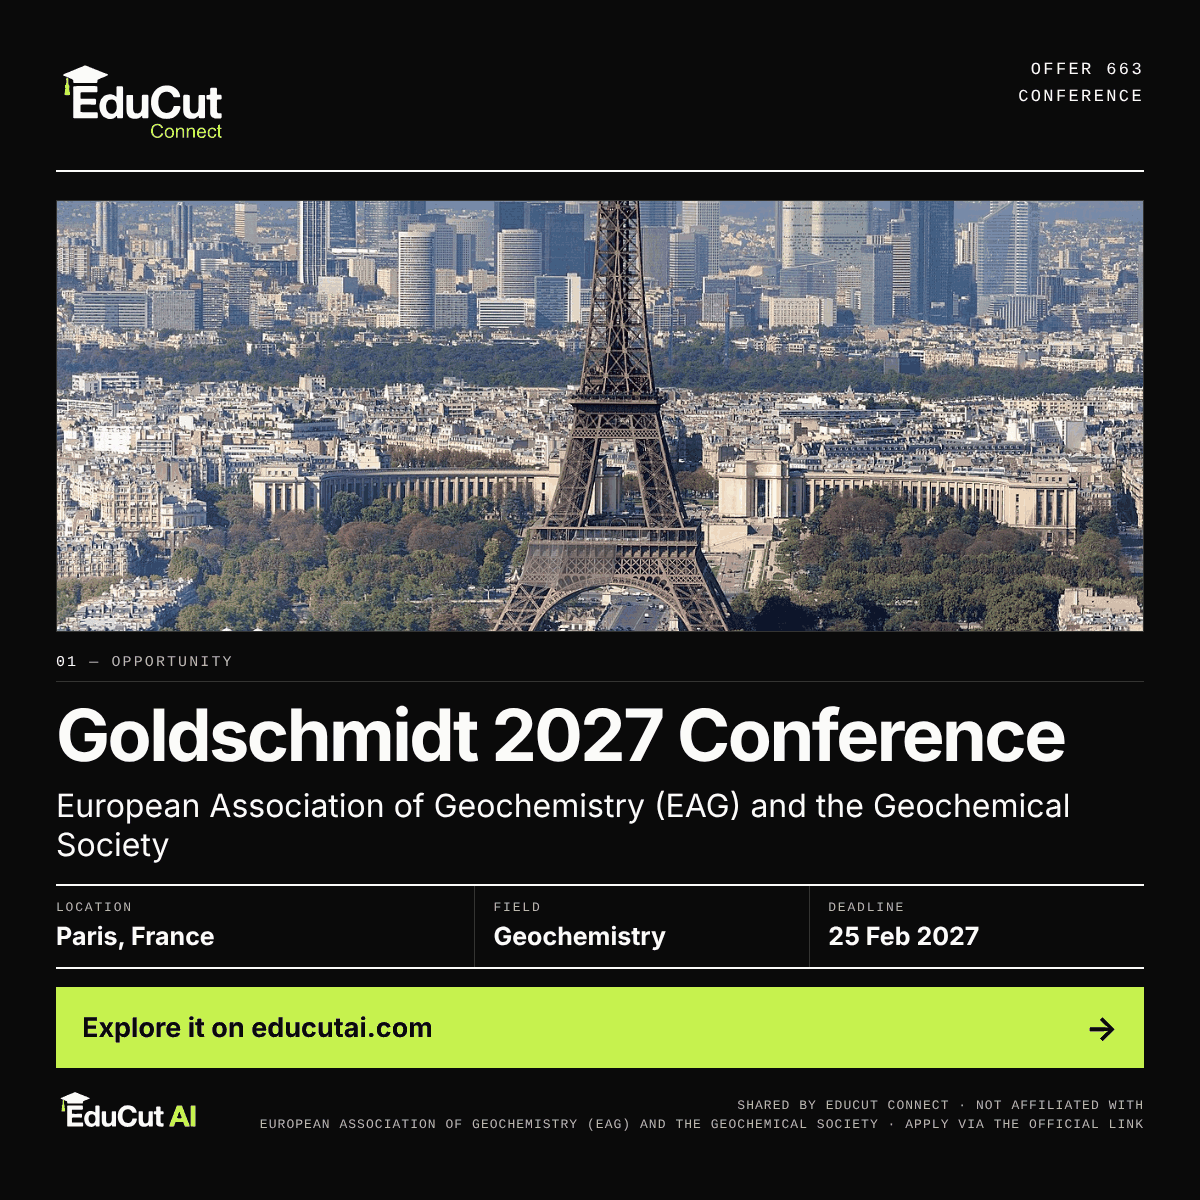 EduCut
Connect
OFFER 663
CONFERENCE
01 — OPPORTUNITY
Goldschmidt 2027 Conference
European Association of Geochemistry (EAG) and the Geochemical
Society
LOCATION
Paris, France
FIELD
Geochemistry
DEADLINE
25 Feb 2027
Explore it on educutai.com →
EduCut AI
SHARED BY EDUCUT CONNECT · NOT AFFILIATED WITH
EUROPEAN ASSOCIATION OF GEOCHEMISTRY (EAG) AND THE GEOCHEMICAL SOCIETY · APPLY VIA THE OFFICIAL LINK